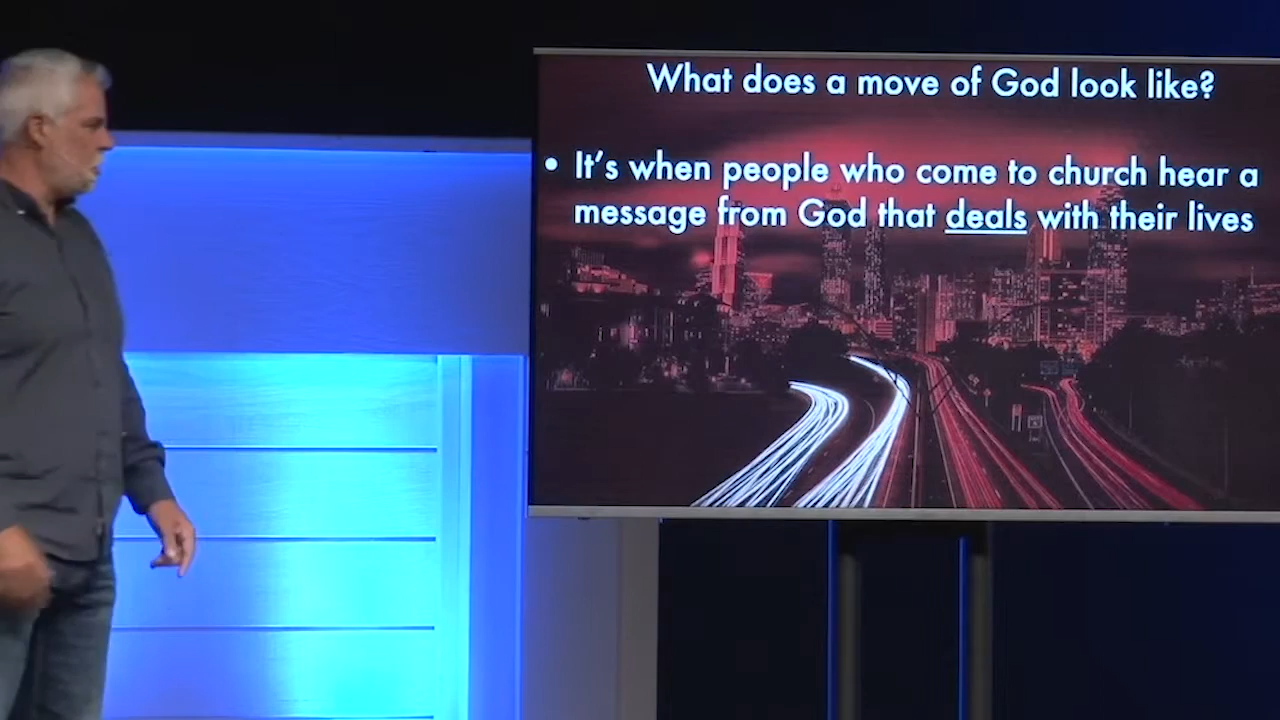 What does a move of God look like?
• It's when people who come to church hear a
message from God that deals with their lives